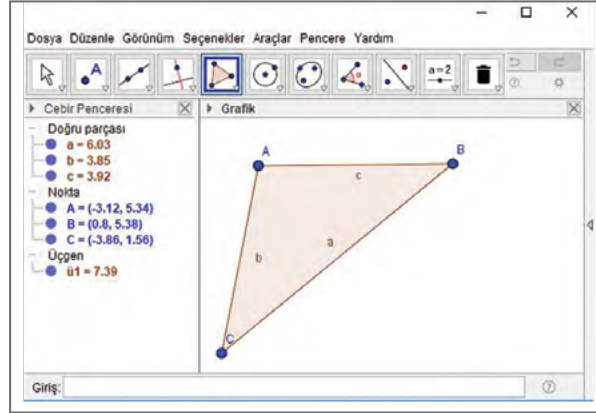 Dosya Düzenle Görünüm Seçenekler Araçlar Pencere Yardım
A
a=2
Cebir Penceresi
Doğru parçası
a = 6.03
b = 3.85
c = 3.92
Nokta
A = (-3.12, 5.34)
B = (0.8, 5.38)
C = (-3.86, 1.56)
Üçgen
ü1 = 7.39
Grafik
A
B
c
a
b
C
Giriş: